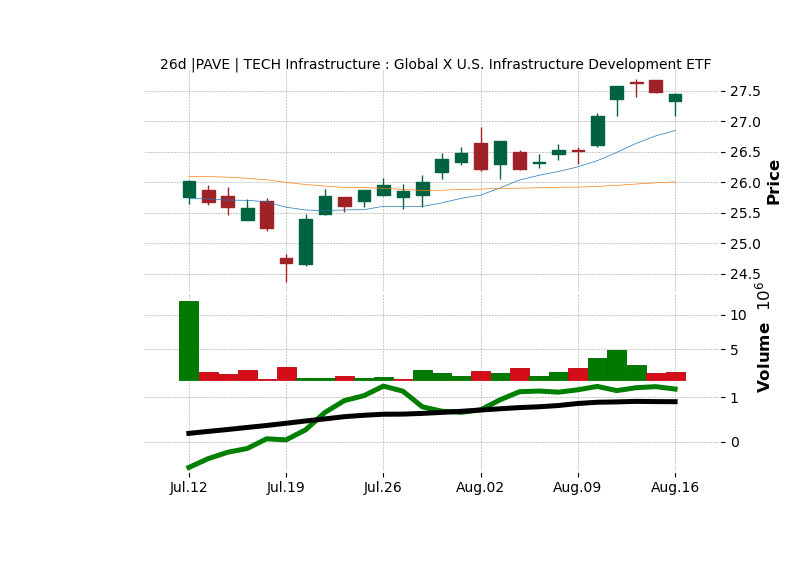 26d |PAVE | TECH Infrastructure : Global X U.S. Infrastructure Development ETF
27.5
27.0
26.5
26.0
25.5
25.0
24.5
Price
10
5
Volume 10^6
1
0
Jul.12 Jul.19 Jul.26 Aug.02 Aug.09 Aug.16